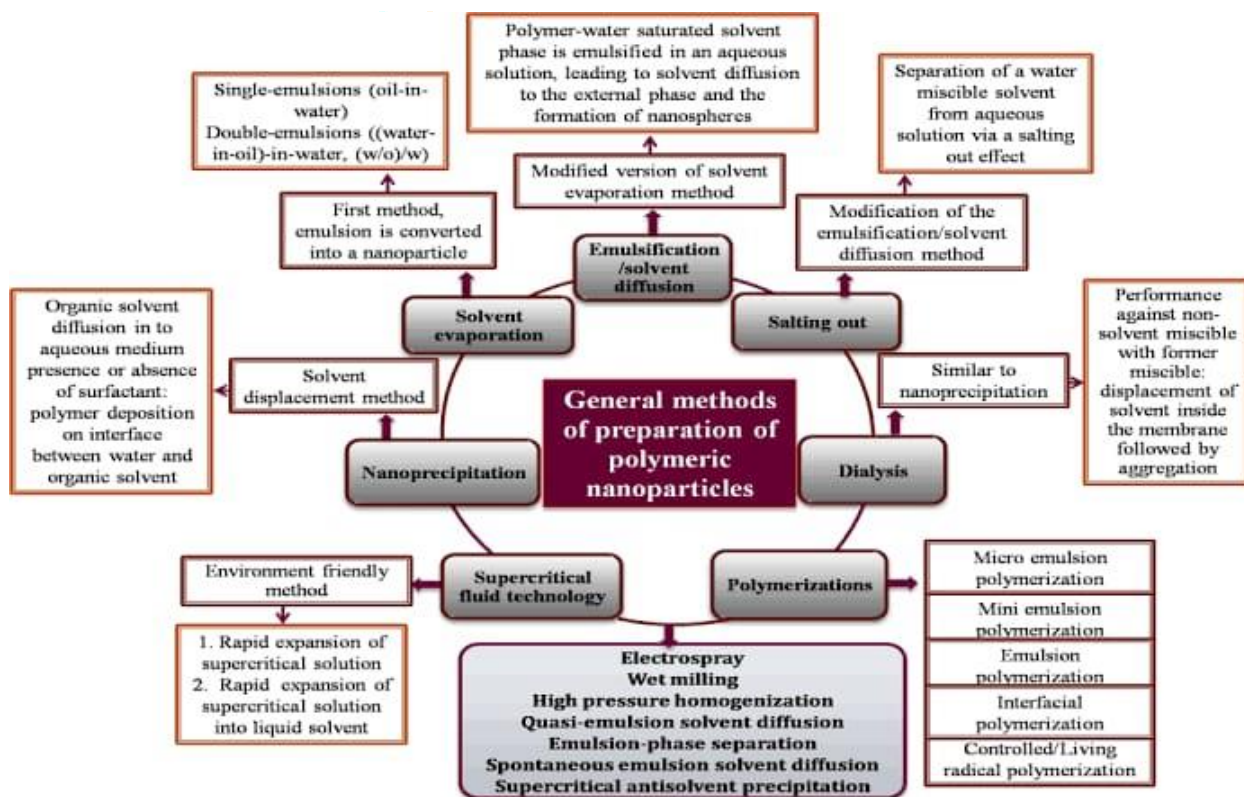 Polymer-water saturated solvent
phase is emulsified in an aqueous
solution, leading to solvent diffusion
to the external phase and the
formation of nanospheres
Single-emulsions (oil-in-
water)
Double-emulsions ((water-
in-oil)-in-water, (w/o)/w)
Separation of a water
miscible solvent
from aqueous
solution via a salting
out effect
Modified version of solvent
evaporation method
First method,
emulsion is converted
into a nanoparticle
Modification of the
emulsification/solvent
diffusion method
Emulsification
/solvent
diffusion
Solvent
evaporation
Salting out
Organic solvent
diffusion in to
aqueous medium
presence or absence
of surfactant:
polymer deposition
on interface
between water and
organic solvent
Solvent
displacement method
Nanoprecipitation
General methods
of preparation of
polymeric
nanoparticles
Similar to
nanoprecipitation
Dialysis
Performance
against non-
solvent miscible
with former
miscible:
displacement of
solvent inside
the membrane
followed by
aggregation
Environment friendly
method
Supercritical
fluid technology
Polymerizations
1. Rapid expansion of
supercritical solution
2. Rapid expansion of
supercritical solution
into liquid solvent
Electrospray
Wet milling
High pressure homogenization
Quasi-emulsion solvent diffusion
Emulsion-phase separation
Spontaneous emulsion solvent diffusion
Supercritical antisolvent precipitation
Micro emulsion
polymerization
Mini emulsion
polymerization
Emulsion
polymerization
Interfacial
polymerization
Controlled/Living
radical polymerization